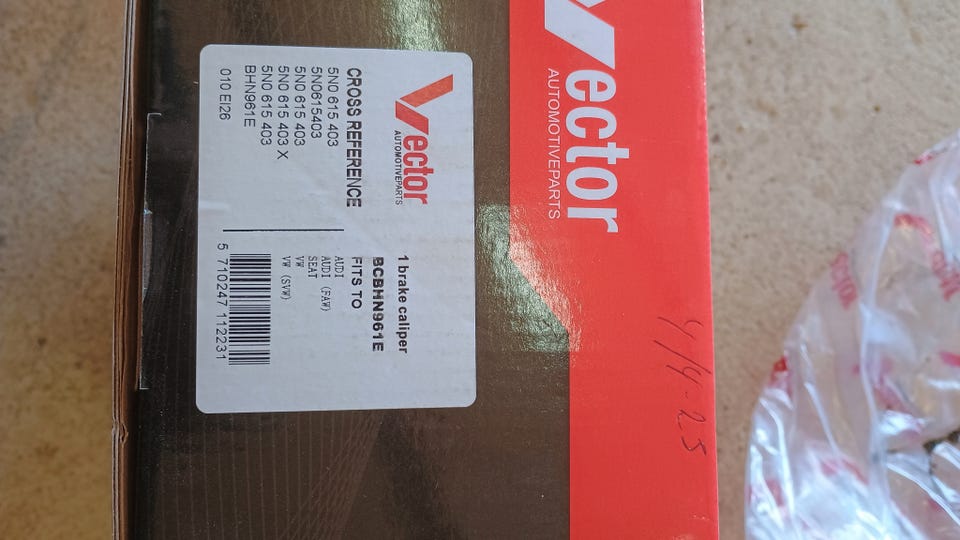 Vector
AUTOMOTIVEPARTS
Vector
AUTOMOTIVEPARTS
1 brake caliper
BCBHN961E
CROSS REFERENCE
5N0 615 403
5N0615403
5N0 615 403
5N0 615 403 X
5N0 615 403
BHN961E
010 EI26
FITS TO
AUDI
AUDI (FAW)
SEAT
VW
VW (SVW)
5 710247 112231
4/4-25